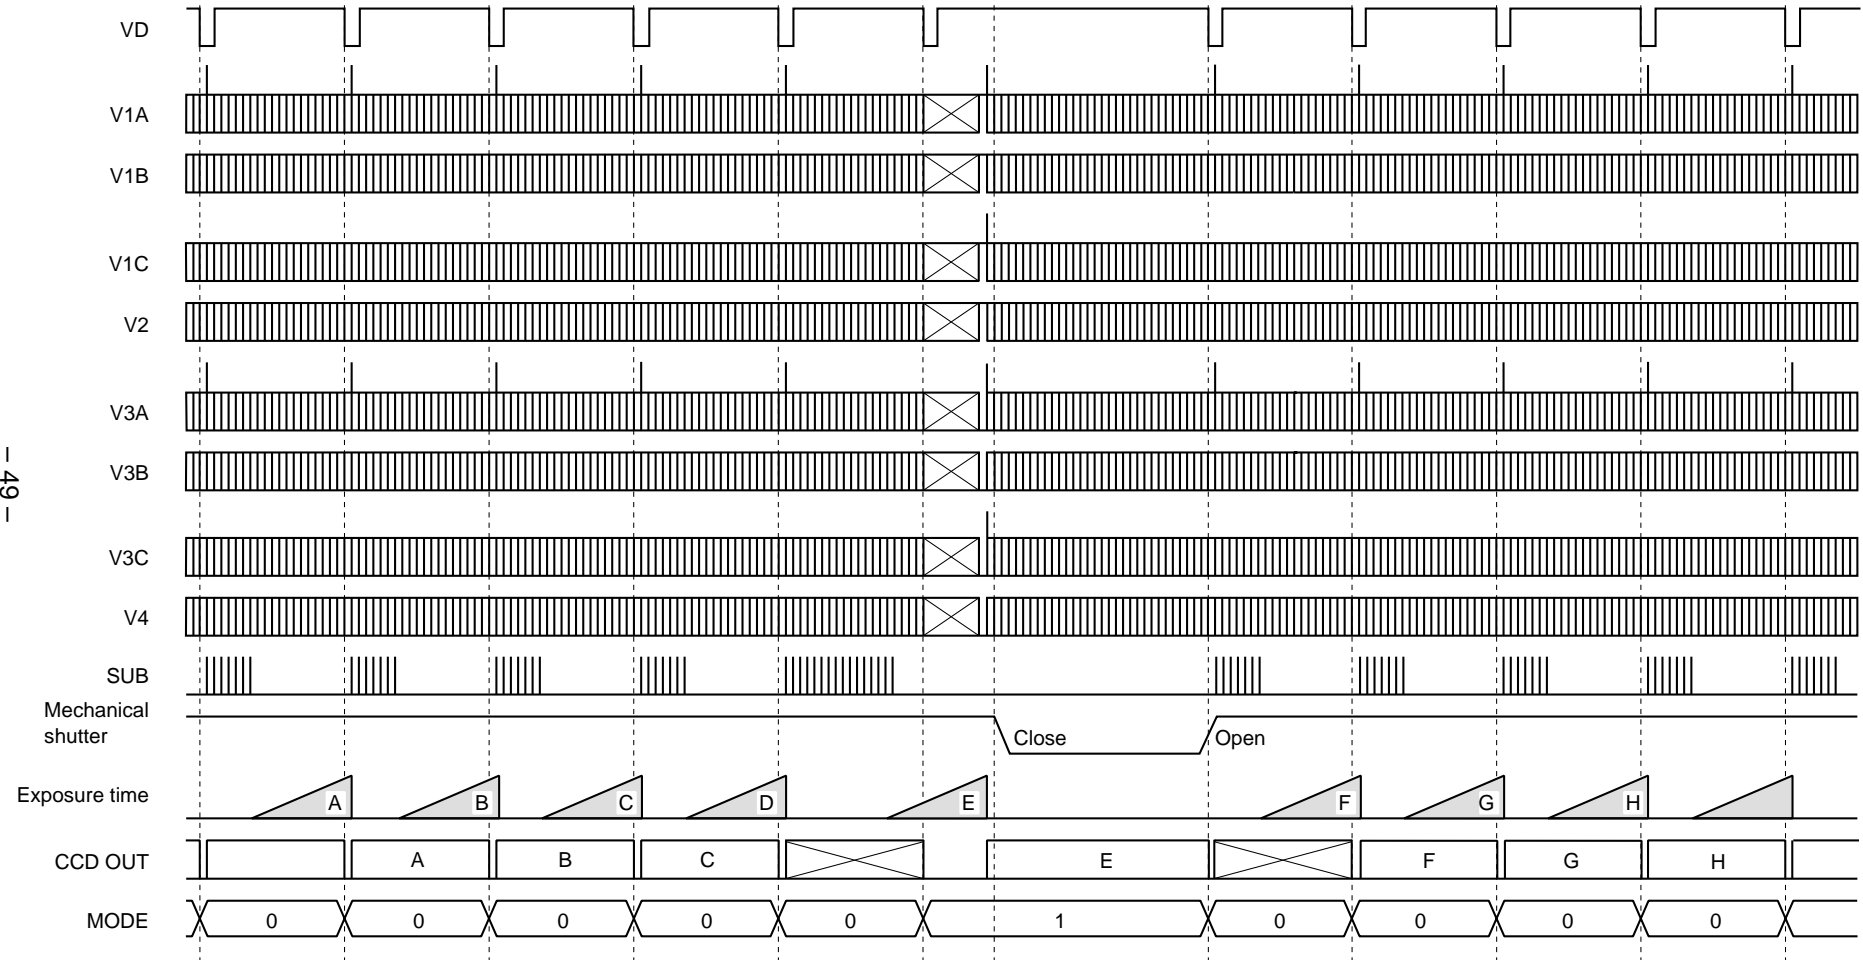 VD
V1A
V1B
V1C
V2
V3A
– 49 –
V3B
V3C
V4
SUB
Mechanical
shutter
Close Open
Exposure time A B C D E F G H
CCD OUT A B C E F G H
MODE 0 0 0 0 0 1 0 0 0 0